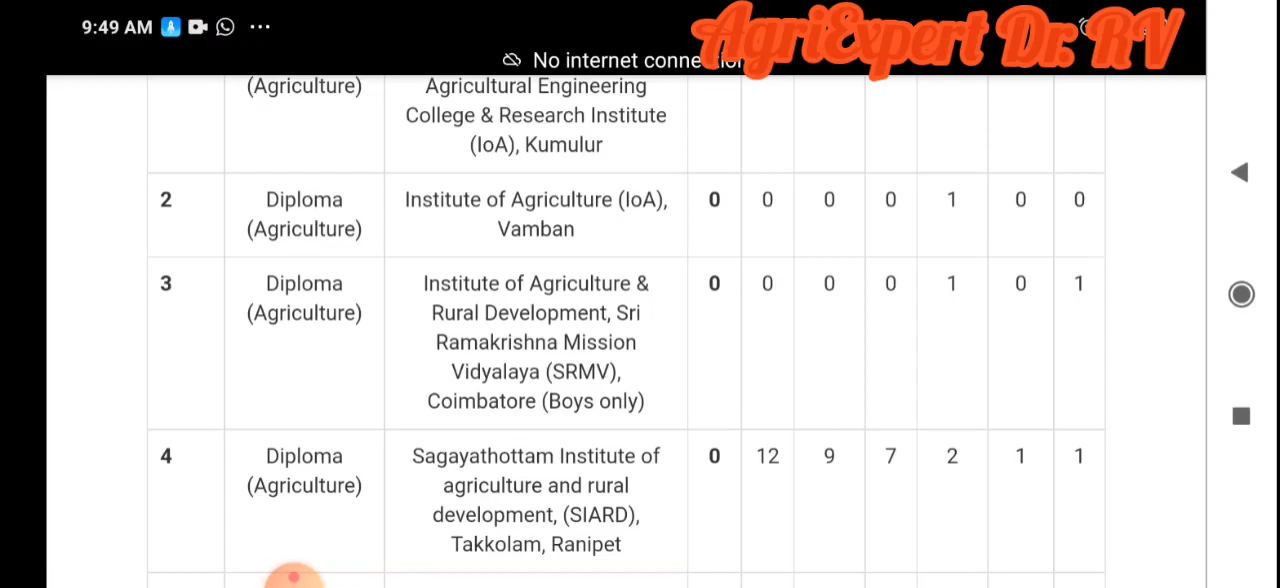 9:49 AM
AgriExpert Dr. RV
No internet connection
(Agriculture) Agricultural Engineering
College & Research Institute
(IoA), Kumulur
2 Diploma Institute of Agriculture (IoA), 0 0 0 0 1 0 0
(Agriculture) Vamban
3 Diploma Institute of Agriculture & 0 0 0 0 1 0 1
(Agriculture) Rural Development, Sri
Ramakrishna Mission
Vidyalaya (SRMV),
Coimbatore (Boys only)
4 Diploma Sagayathottam Institute of 0 12 9 7 2 1 1
(Agriculture) agriculture and rural
development, (SIARD),
Takkolam, Ranipet